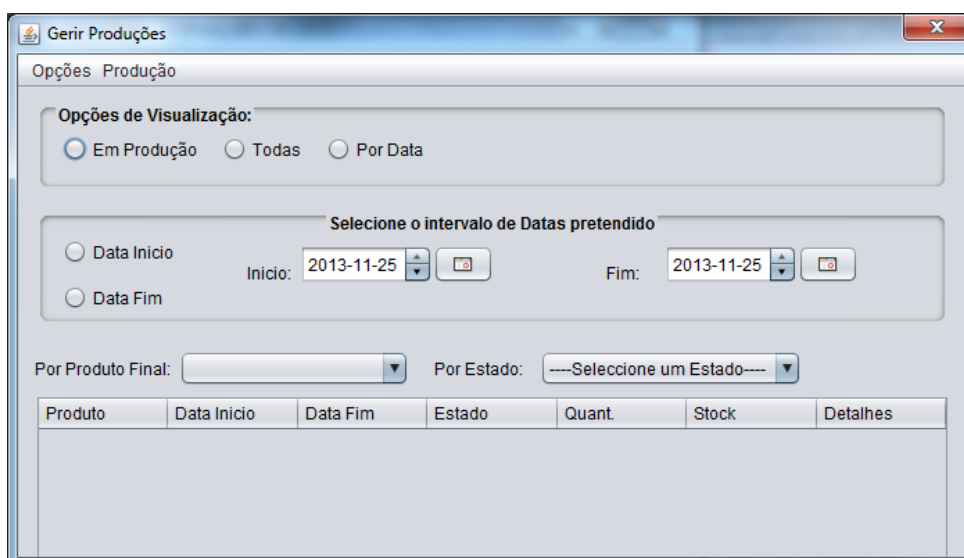 Gerir Produções
Opções Produção
Opções de Visualização:
Em Produção Todas Por Data
Selecione o intervalo de Datas pretendido
Data Inicio
Inicio: 2013-11-25 Fim: 2013-11-25
Data Fim
Por Produto Final: Por Estado: ----Seleccione um Estado----
Produto Data Inicio Data Fim Estado Quant. Stock Detalhes